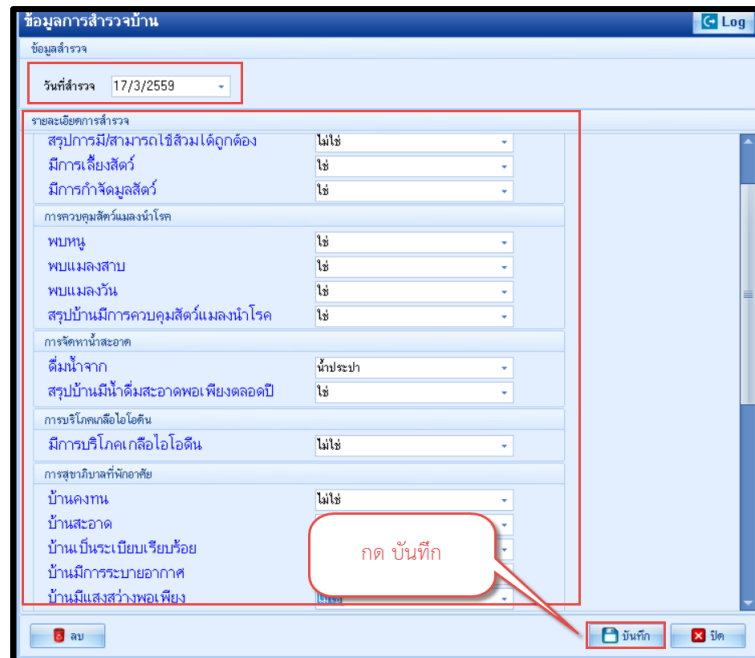 ข้อมูลการสำรวจบ้าน
Log
ข้อมูลสำรวจ
วันที่สำรวจ 17/3/2559
รายละเอียดการสำรวจ
สรุปการมี/สามารถใช้ส้วมได้ถูกต้อง ไม่ใช่
มีการเลี้ยงสัตว์ ใช่
มีการกำจัดมูลสัตว์ ใช่
การควบคุมสัตว์แมลงนำโรค
พบหนู ใช่
พบแมลงสาบ ใช่
พบแมลงวัน ใช่
สรุปบ้านมีการควบคุมสัตว์แมลงนำโรค ใช่
การจัดหาน้ำสะอาด
ดื่มน้ำจาก น้ำประปา
สรุปบ้านมีน้ำดื่มสะอาดพอเพียงตลอดปี ใช่
การบริโภคเกลือไอโอดีน
มีการบริโภคเกลือไอโอดีน ไม่ใช่
การสุขาภิบาลที่พักอาศัย
บ้านคงทน ไม่ใช่
บ้านสะอาด
บ้านเป็นระเบียบเรียบร้อย
บ้านมีการระบายอากาศ
บ้านมีแสงสว่างพอเพียง
กด บันทึก
ลบ
บันทึก
ปิด